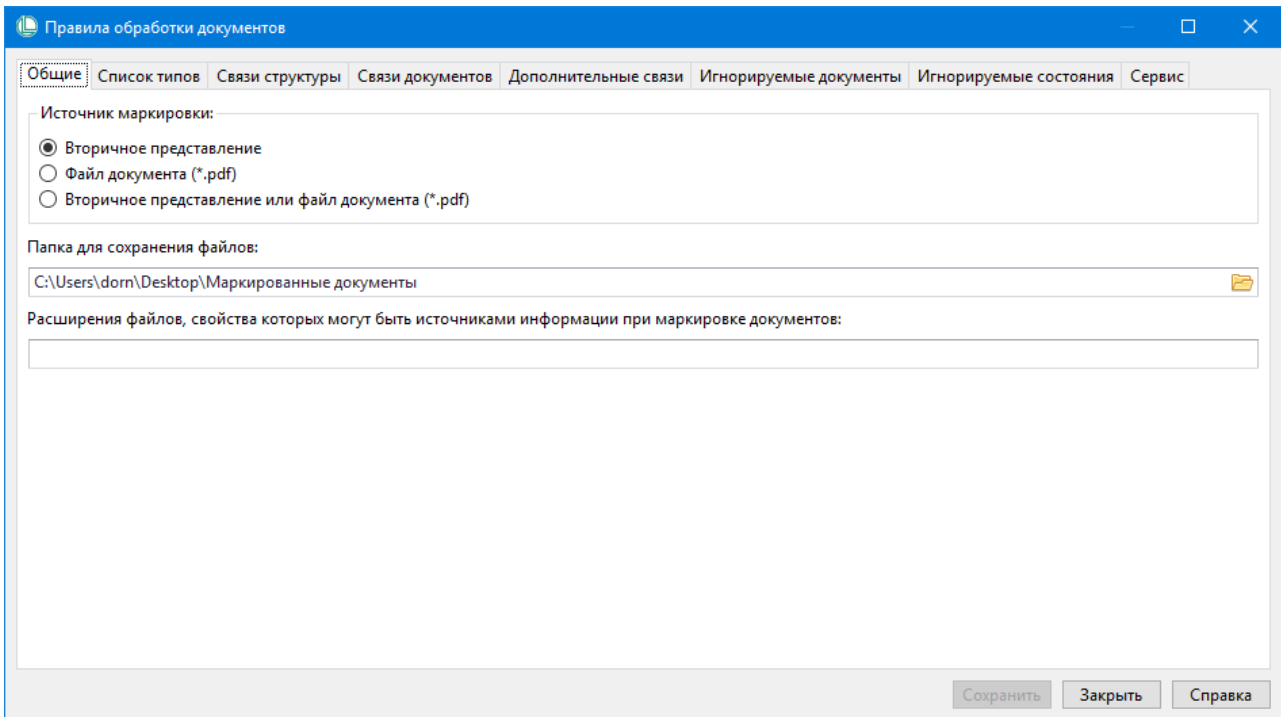 Правила обработки документов
Общие Список типов Связи структуры Связи документов Дополнительные связи Игнорируемые документы Игнорируемые состояния Сервис
Источник маркировки:
Вторичное представление
Файл документа (*.pdf)
Вторичное представление или файл документа (*.pdf)
Папка для сохранения файлов:
C:\Users\dorn\Desktop\Маркированные документы
Расширения файлов, свойства которых могут быть источниками информации при маркировке документов:
Сохранить Закрыть Справка